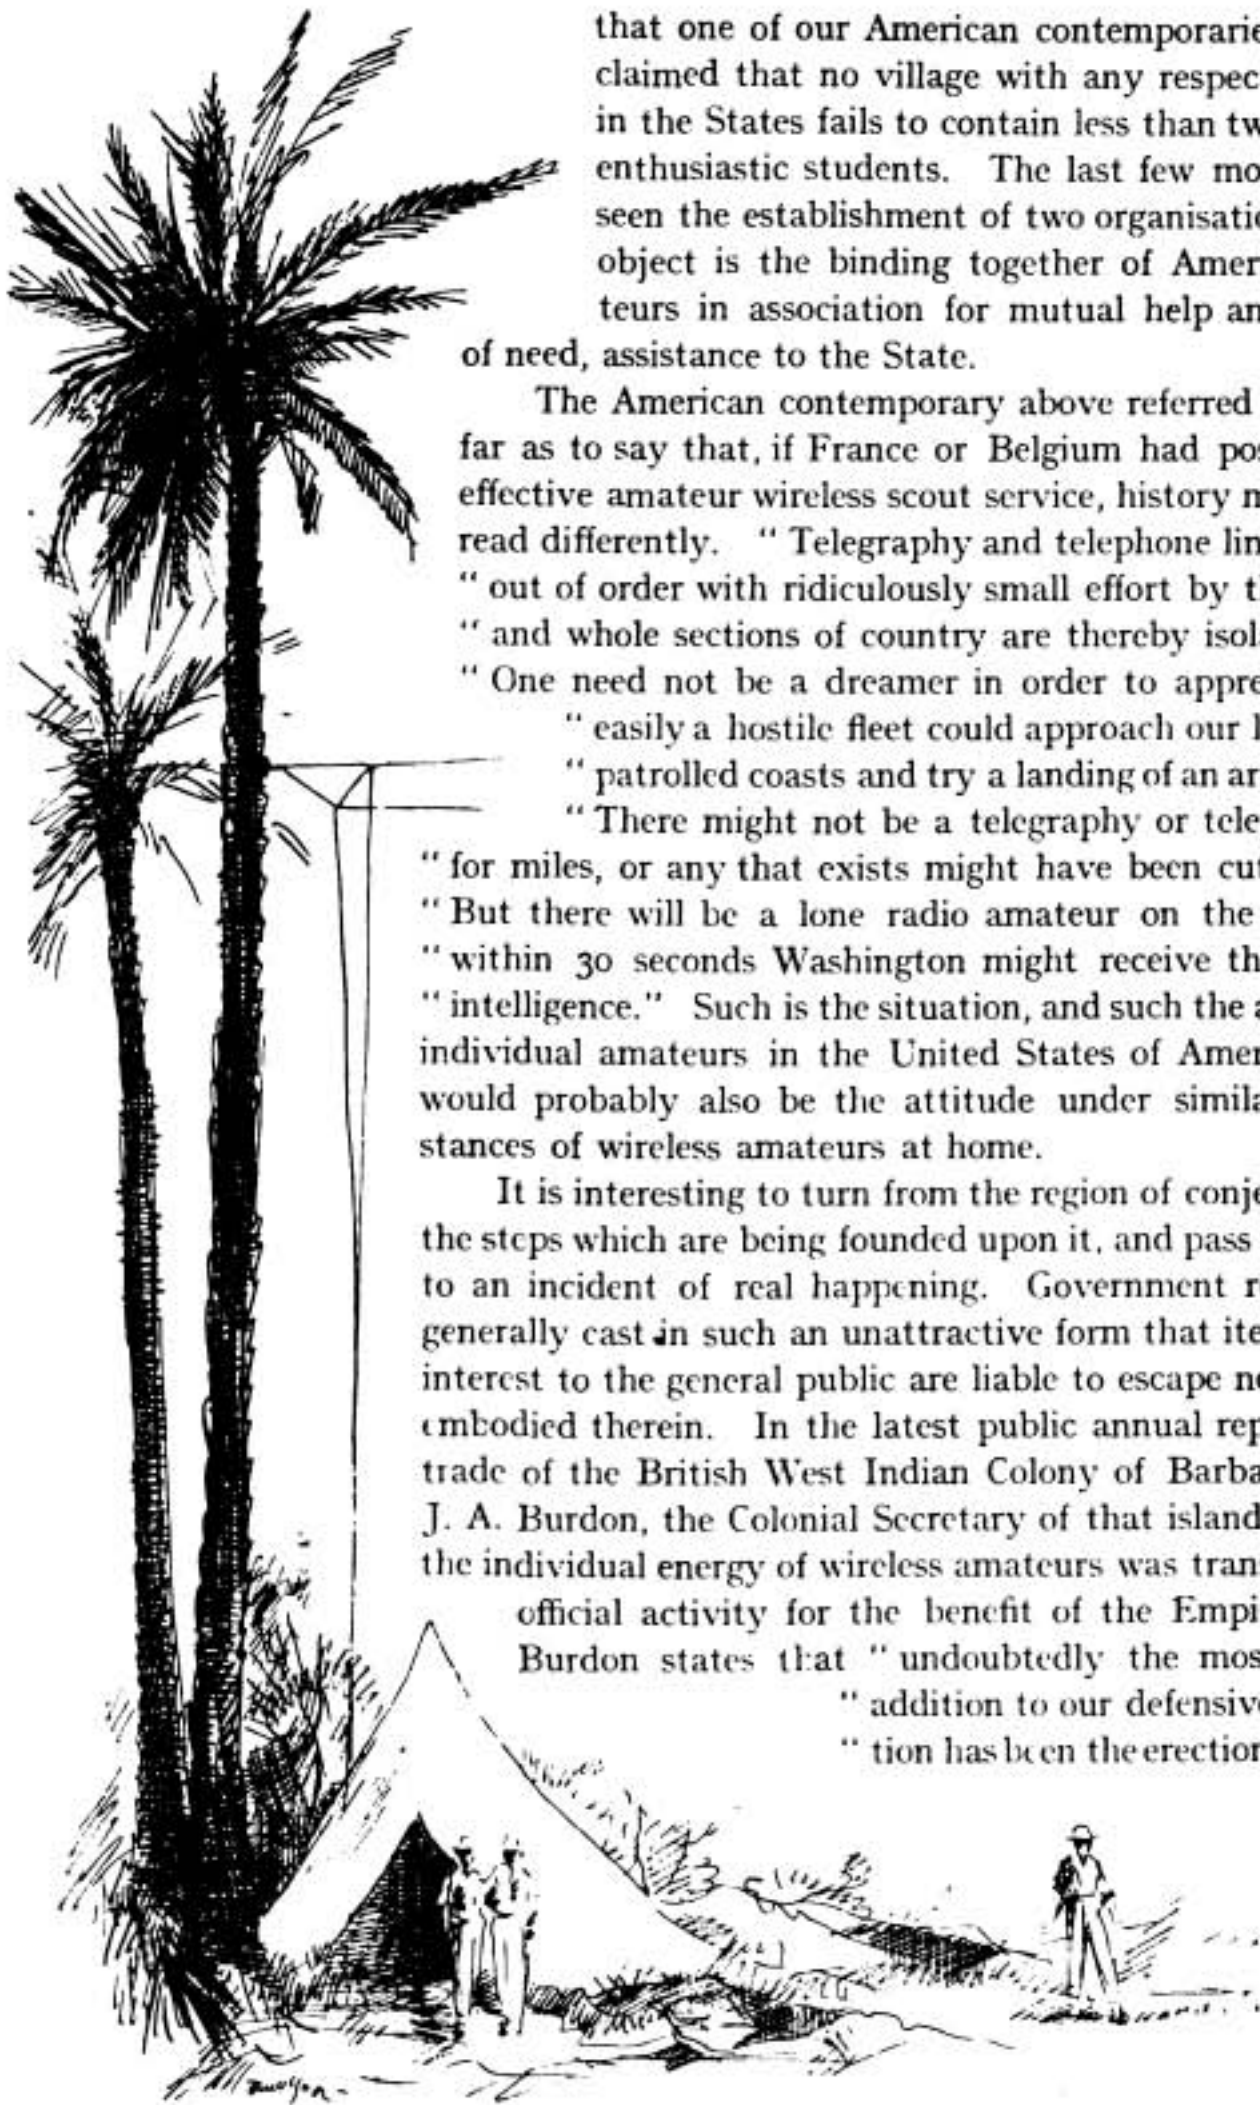 that one of our American contemporarie
claimed that no village with any respec
in the States fails to contain less than tw
enthusiastic students. The last few mo
seen the establishment of two organisatio
object is the binding together of Amer
teurs in association for mutual help an
of need, assistance to the State.
The American contemporary above referred
far as to say that, if France or Belgium had pos
effective amateur wireless scout service, history m
read differently. “ Telegraphy and telephone lin
“ out of order with ridiculously small effort by t
“ and whole sections of country are thereby isol
“ One need not be a dreamer in order to appre
“ easily a hostile fleet could approach our l
“ patrolled coasts and try a landing of an ar
“ There might not be a telegraphy or tele
“ for miles, or any that exists might have been cut
“ But there will be a lone radio amateur on the
“ within 30 seconds Washington might receive th
“ intelligence.” Such is the situation, and such the a
individual amateurs in the United States of Amer
would probably also be the attitude under simila
stances of wireless amateurs at home.
It is interesting to turn from the region of conje
the steps which are being founded upon it, and pass
to an incident of real happening. Government r
generally cast in such an unattractive form that ite
interest to the general public are liable to escape no
embodied therein. In the latest public annual rep
trade of the British West Indian Colony of Barba
J. A. Burdon, the Colonial Secretary of that island
the individual energy of wireless amateurs was tran
official activity for the benefit of the Empi
Burdon states that “ undoubtedly the mos
“ addition to our defensiv
“ tion has been the erection